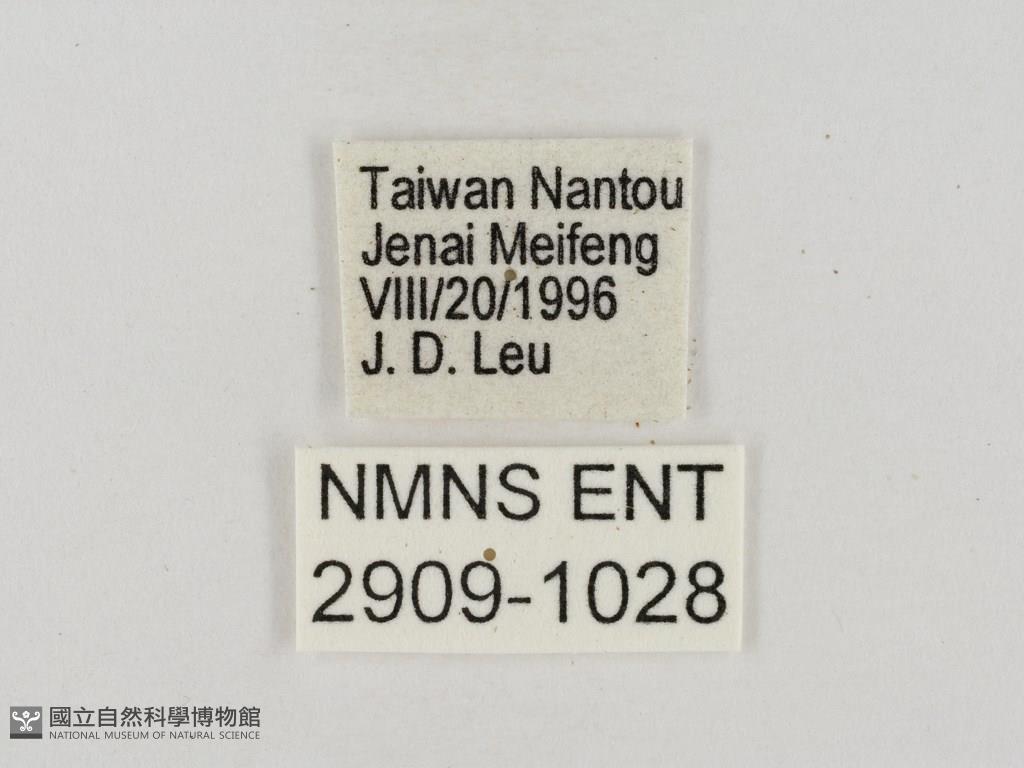 Taiwan Nantou
Jenai Meifeng
VIII/20/1996
J. D. Leu
NMNS ENT
2909-1028
國立自然科學博物館
NATIONAL MUSEUM OF NATURAL SCIENCE